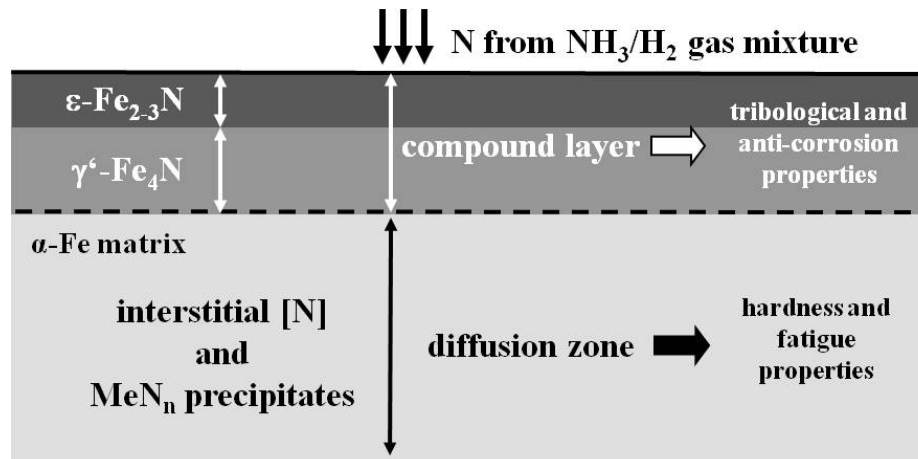 N from NH₃/H₂ gas mixture
ε-Fe₂₋₃N
γ‘-Fe₄N
compound layer
tribological and
anti-corrosion
properties
α-Fe matrix
interstitial [N]
and
MeNₙ precipitates
diffusion zone
hardness and
fatigue
properties